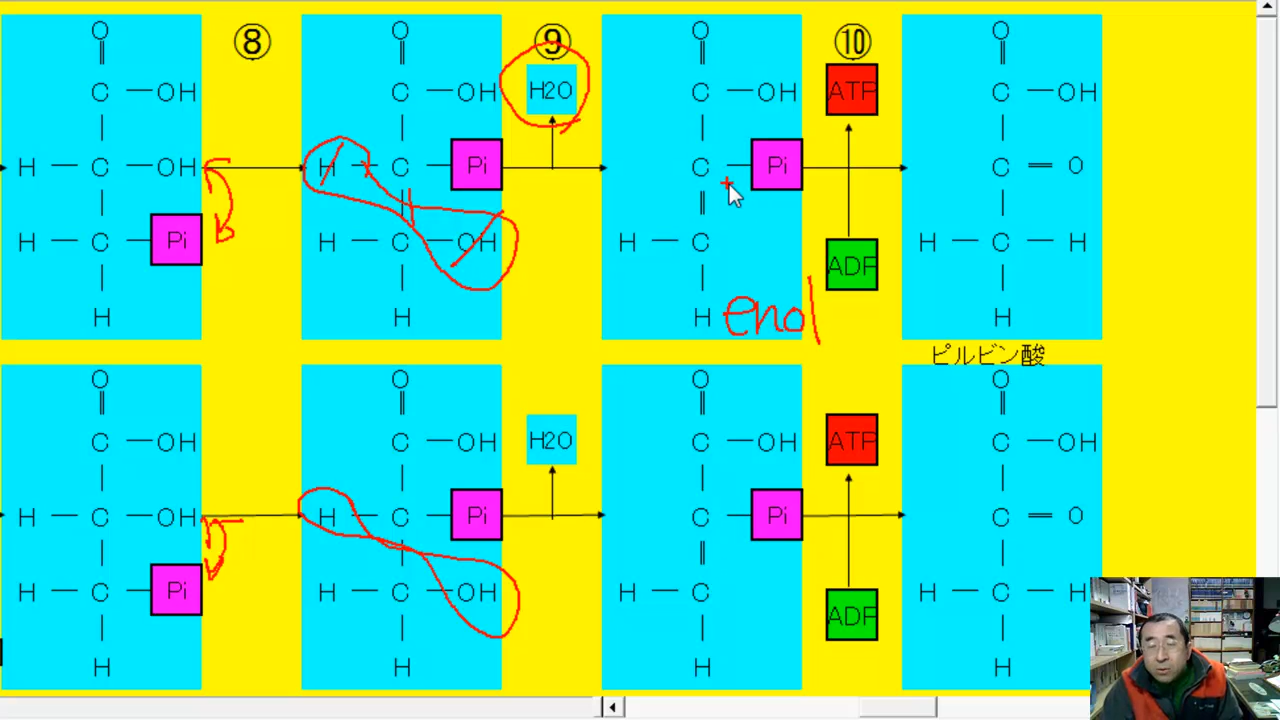 O O O O
⑧ ⑨ ⑩
C — OH C — OH H2O C — OH ATP C — OH
H — C — OH H — C — Pi C — Pi C = O
H — C — Pi H — C — OH H — C ADP H — C — H
H H H enol H
ピルビン酸
O O O O
C — OH C — OH H2O C — OH ATP C — OH
H — C — OH H — C — Pi C — Pi C = O
H — C — Pi H — C — OH H — C ADP H — C — H
H H H H